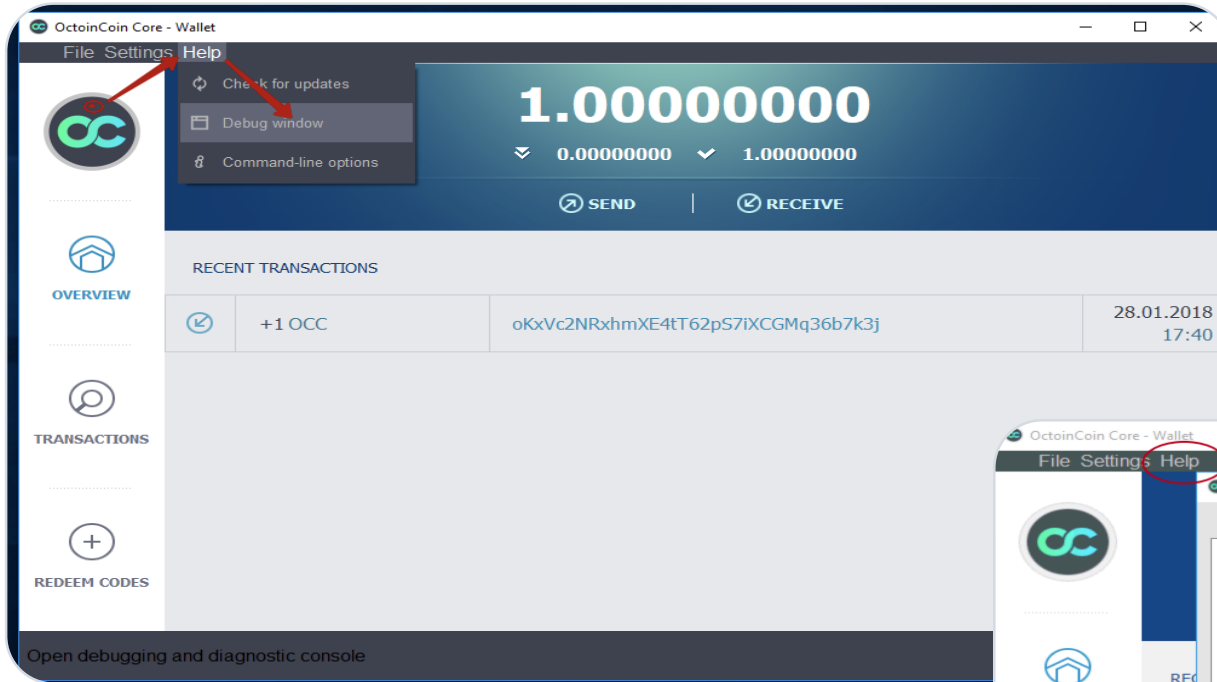 OctoinCoin Core - Wallet
File Settings Help
Check for updates
Debug window
Command-line options
1.00000000
0.00000000 1.00000000
SEND RECEIVE
OVERVIEW
TRANSACTIONS
REDEEM CODES
RECENT TRANSACTIONS
+1 OCC oKxVc2NRxhmXE4tT62pS7iXCGMq36b7k3j 28.01.2018
17:40
Open debugging and diagnostic console
OctoinCoin Core - Wallet
File Settings Help
REC